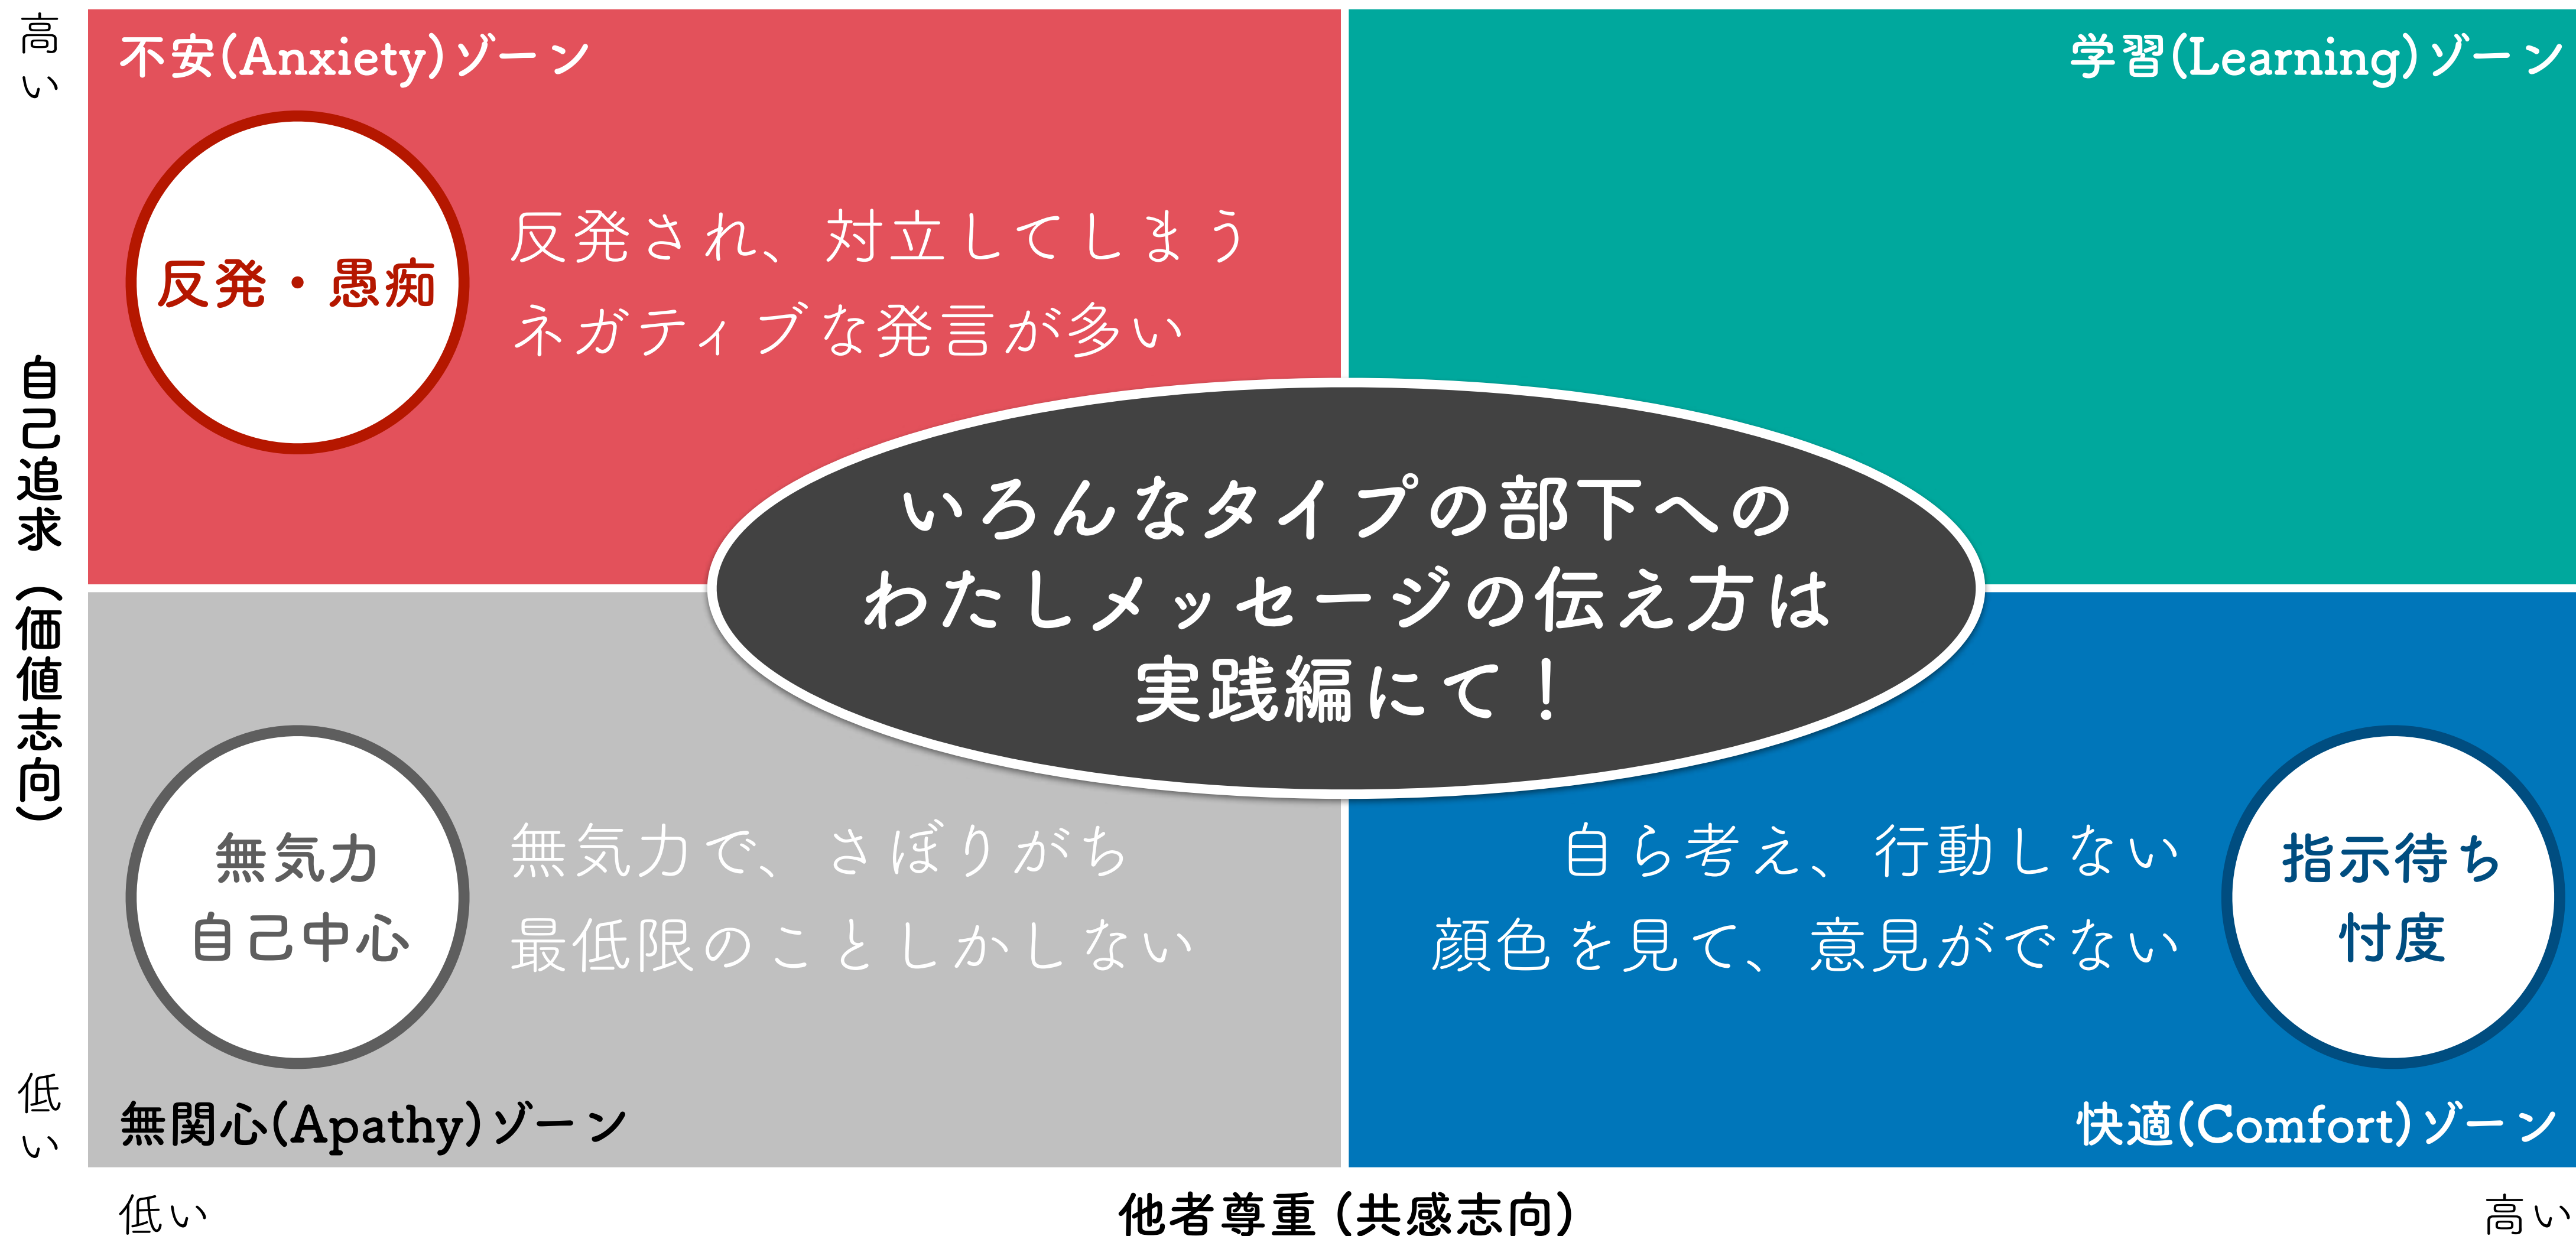 高い
不安(Anxiety)ゾーン
学習(Learning)ゾーン
反発・愚痴
反発され、対立してしまう
ネガティブな発言が多い
自己追求（価値志向）
いろんなタイプの部下への
わたしメッセージの伝え方は
実践編にて！
無気力
自己中心
無気力で、さぼりがち
最低限のことしかしない
自ら考え、行動しない
顔色を見て、意見がでない
指示待ち
忖度
低い
無関心(Apathy)ゾーン
快適(Comfort)ゾーン
低い
他者尊重(共感志向)
高い